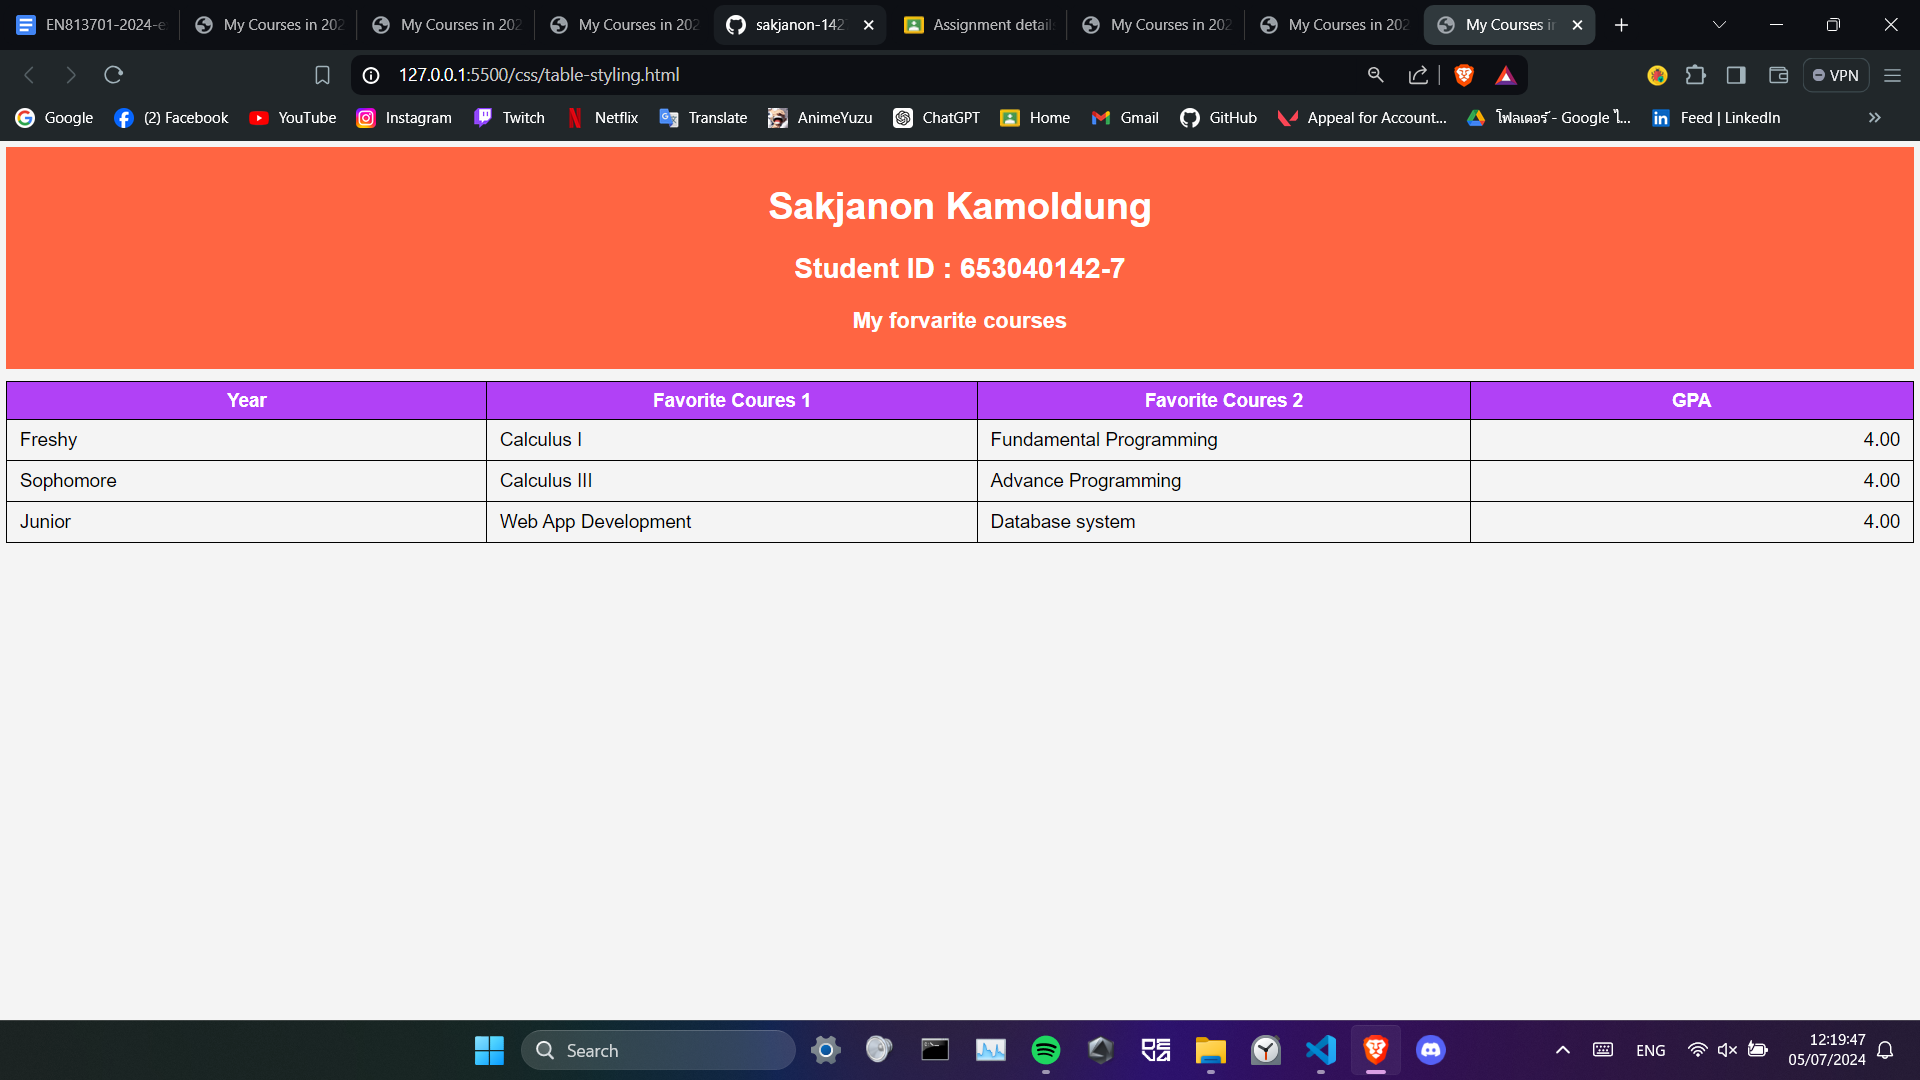 EN813701-2024-e
My Courses in 202
My Courses in 202
My Courses in 202
sakjanon-142
Assignment detail
My Courses in 202
My Courses in 202
My Courses in
127.0.0.1:5500/css/table-styling.html
VPN
Google
(2) Facebook
YouTube
Instagram
Twitch
Netflix
Translate
AnimeYuzu
ChatGPT
Home
Gmail
GitHub
Appeal for Account...
โฟลเดอร์ - Google ไ...
Feed | LinkedIn
Sakjanon Kamoldung
Student ID : 653040142-7
My forvarite courses
Year Favorite Coures 1 Favorite Coures 2 GPA
Freshy Calculus I Fundamental Programming 4.00
Sophomore Calculus III Advance Programming 4.00
Junior Web App Development Database system 4.00
Search
ENG
12:19:47
05/07/2024